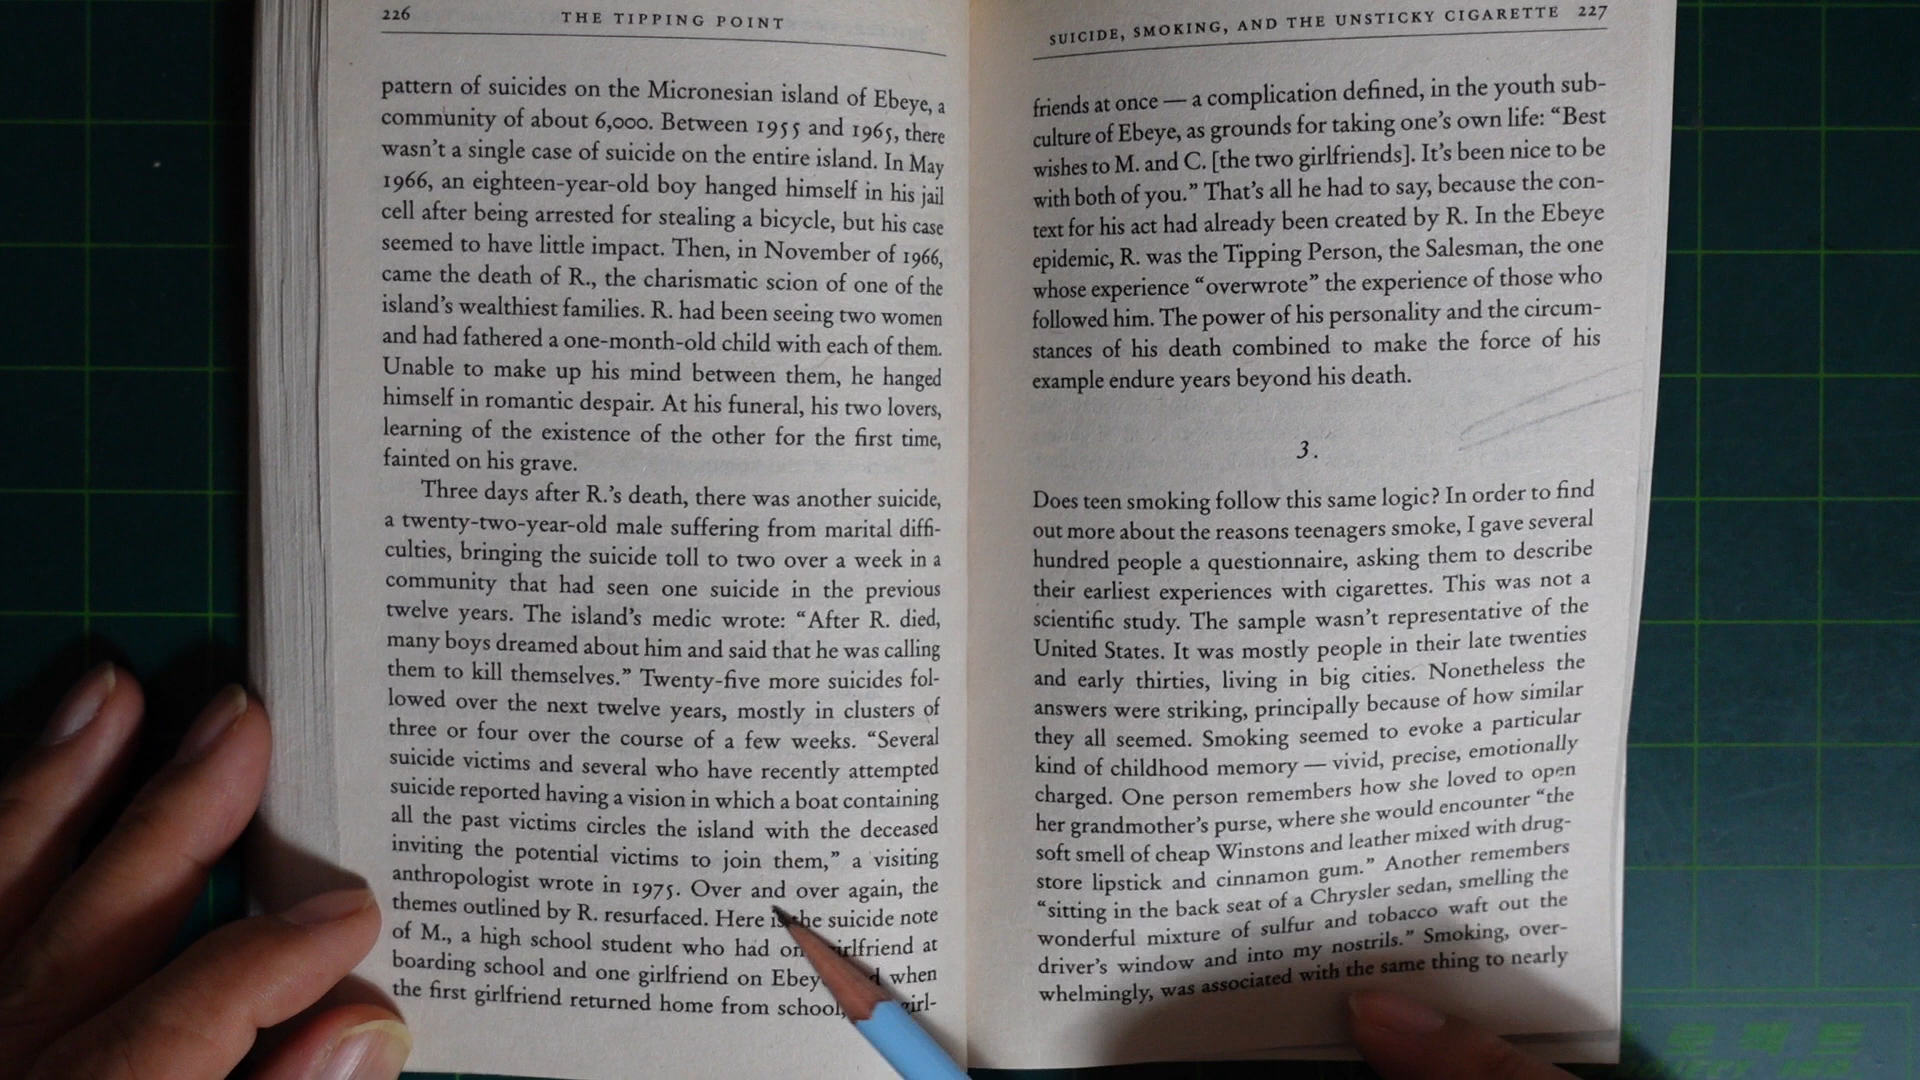 226
THE TIPPING POINT
pattern of suicides on the Micronesian island of Ebeye, a
community of about 6,000. Between 1955 and 1965, there
wasn't a single case of suicide on the entire island. In May
1966, an eighteen-year-old boy hanged himself in his jail
cell after being arrested for stealing a bicycle, but his case
seemed to have little impact. Then, in November of 1966,
came the death of R., the charismatic scion of one of the
island's wealthiest families. R. had been seeing two women
and had fathered a one-month-old child with each of them.
Unable to make up his mind between them, he hanged
himself in romantic despair. At his funeral, his two lovers,
learning of the existence of the other for the first time,
fainted on his grave.
Three days after R.'s death, there was another suicide,
a twenty-two-year-old male suffering from marital diffi-
culties, bringing the suicide toll to two over a week in a
community that had seen one suicide in the previous
twelve years. The island's medic wrote: “After R. died,
many boys dreamed about him and said that he was calling
them to kill themselves.” Twenty-five more suicides fol-
lowed over the next twelve years, mostly in clusters of
three or four over the course of a few weeks. “Several
suicide victims and several who have recently attempted
suicide reported having a vision in which a boat containing
all the past victims circles the island with the deceased
inviting the potential victims to join them,” a visiting
anthropologist wrote in 1975. Over and over again, the
themes outlined by R. resurfaced. Here is the suicide note
of M., a high school student who had one girlfriend at
boarding school and one girlfriend on Ebeye when
the first girlfriend returned home from school, girl-
SUICIDE, SMOKING, AND THE UNSTICKY CIGARETTE
227
friends at once — a complication defined, in the youth sub-
culture of Ebeye, as grounds for taking one's own life: “Best
wishes to M. and C. [the two girlfriends]. It's been nice to be
with both of you.” That's all he had to say, because the con-
text for his act had already been created by R. In the Ebeye
epidemic, R. was the Tipping Person, the Salesman, the one
whose experience “overwrote” the experience of those who
followed him. The power of his personality and the circum-
stances of his death combined to make the force of his
example endure years beyond his death.
3.
Does teen smoking follow this same logic? In order to find
out more about the reasons teenagers smoke, I gave several
hundred people a questionnaire, asking them to describe
their earliest experiences with cigarettes. This was not a
scientific study. The sample wasn't representative of the
United States. It was mostly people in their late twenties
and early thirties, living in big cities. Nonetheless the
answers were striking, principally because of how similar
they all seemed. Smoking seemed to evoke a particular
kind of childhood memory — vivid, precise, emotionally
charged. One person remembers how she loved to open
her grandmother's purse, where she would encounter “the
soft smell of cheap Winstons and leather mixed with drug-
store lipstick and cinnamon gum.” Another remembers
“sitting in the back seat of a Chrysler sedan, smelling the
wonderful mixture of sulfur and tobacco waft out the
driver's window and into my nostrils.” Smoking, over-
whelmingly, was associated with the same thing to nearly